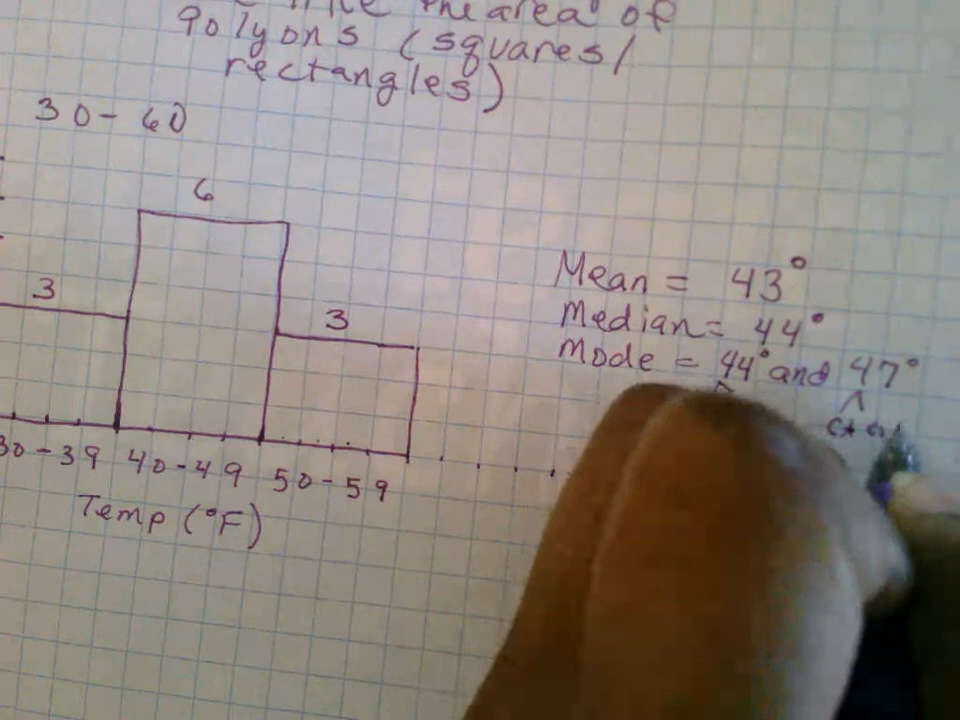 the area of
polyons (squares/
rectangles)
30-60
6
3
3
Mean = 43°
Median = 44°
Mode = 44° and 47°
30-39 40-49 50-59
Temp (°F)